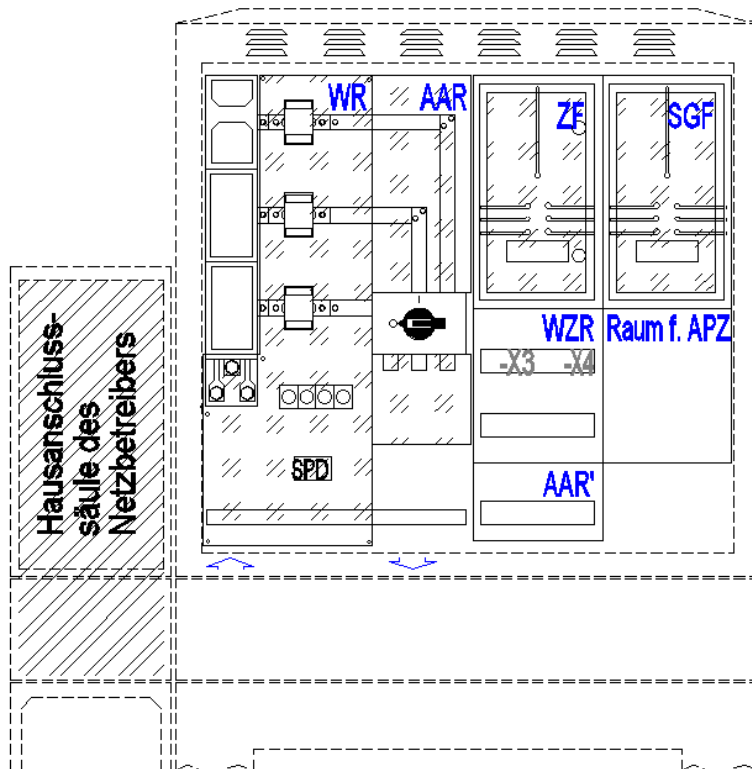 WR
AAR
ZF
SGF
WZR
Raum f. APZ
-X3
-X4
AAR'
SPD
Hausanschluss-
säule des
Netzbetreibers